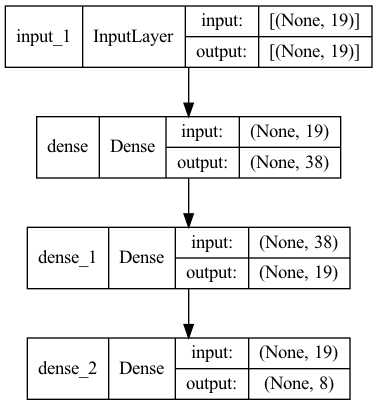 input_1 InputLayer input: [(None, 19)]
output: [(None, 19)]
dense Dense input: (None, 19)
output: (None, 38)
dense_1 Dense input: (None, 38)
output: (None, 19)
dense_2 Dense input: (None, 19)
output: (None, 8)